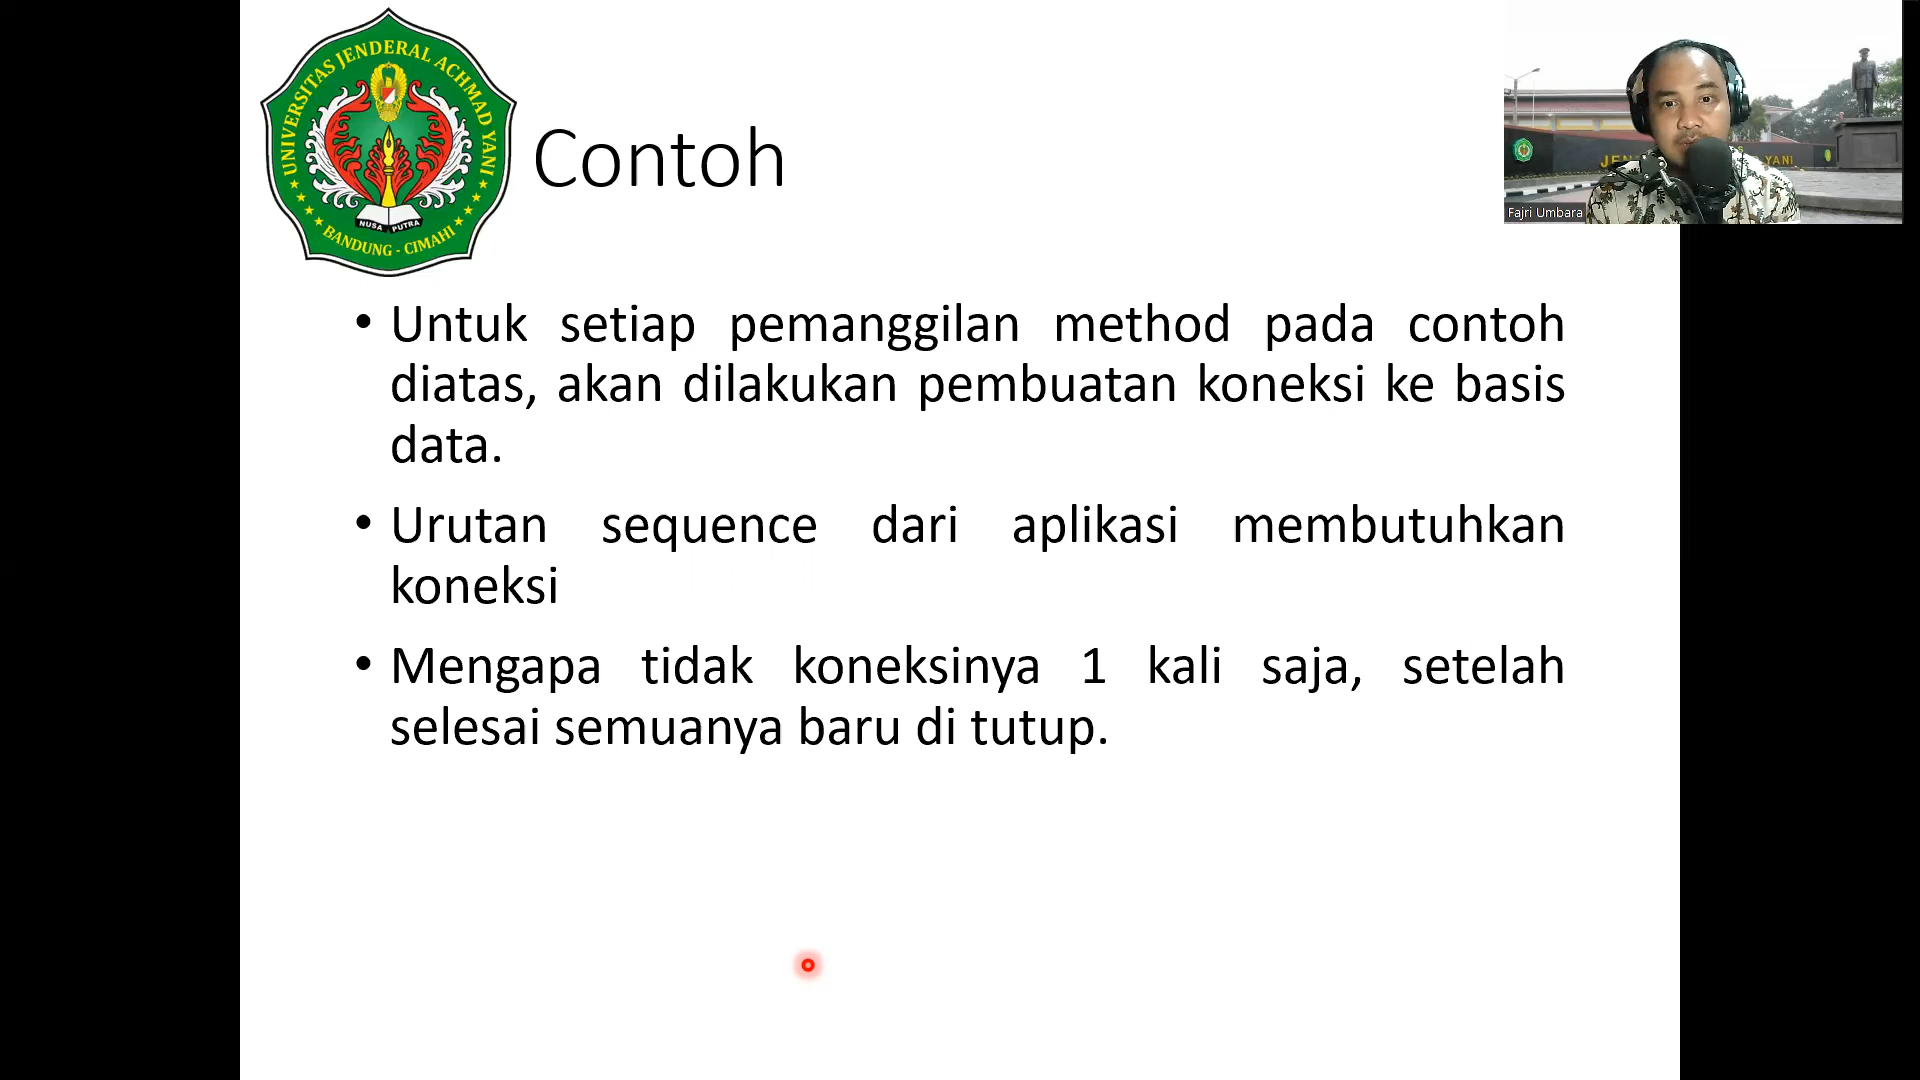 UNIVERSITAS JENDERAL ACHMAD YANI
NUSA PUTRA
BANDUNG - CIMAHI
Contoh
YANI
Fajri Umbara
• Untuk setiap pemanggilan method pada contoh
diatas, akan dilakukan pembuatan koneksi ke basis
data.
• Urutan sequence dari aplikasi membutuhkan
koneksi
• Mengapa tidak koneksinya 1 kali saja, setelah
selesai semuanya baru di tutup.